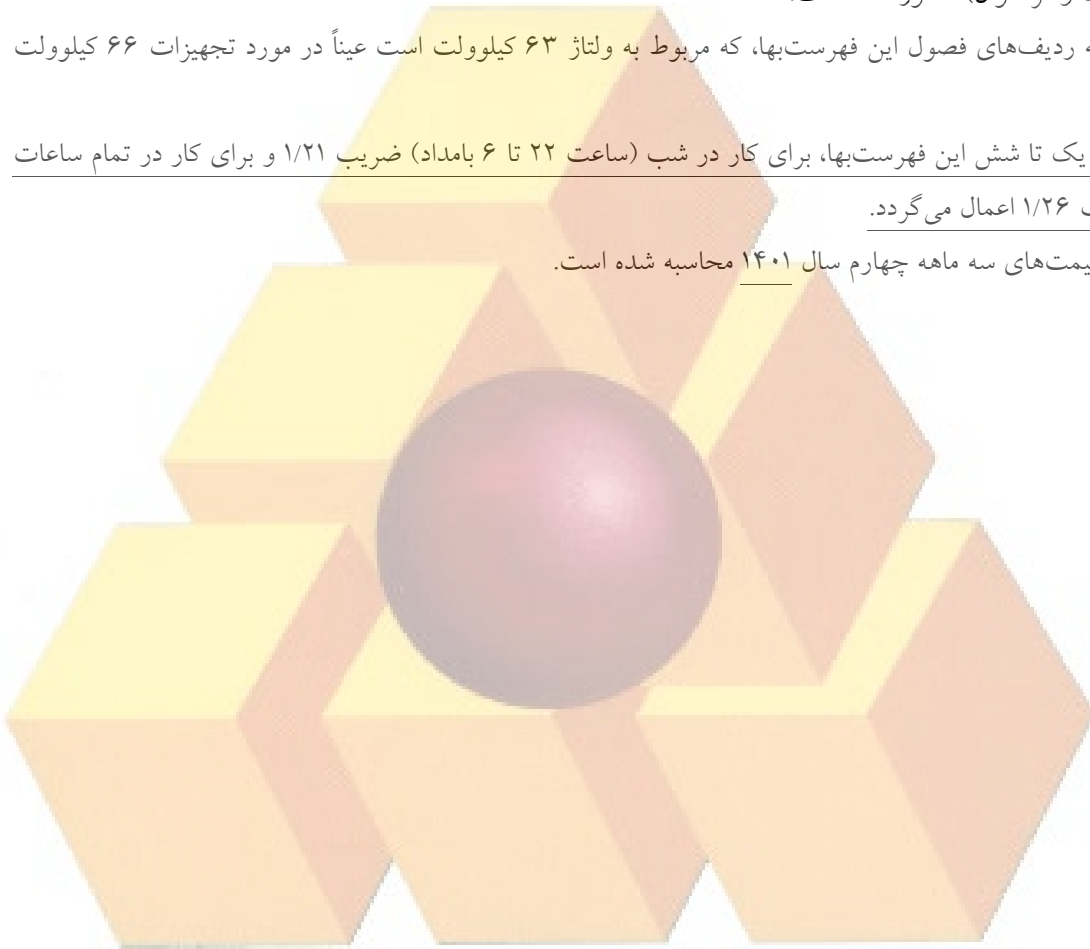 ردیف‌های فصول این فهرست‌بها، که مربوط به ولتاژ ۶۳ کیلوولت است عیناً در مورد تجهیزات ۶۶ کیلوولت
یک تا شش این فهرست‌بها، برای کار در شب (ساعت ۲۲ تا ۶ بامداد) ضریب ۱/۲۱ و برای کار در تمام ساعات
۱/۲۶ اعمال می‌گردد.
سه ماهه چهارم سال ۱۴۰۱ محاسبه شده است.